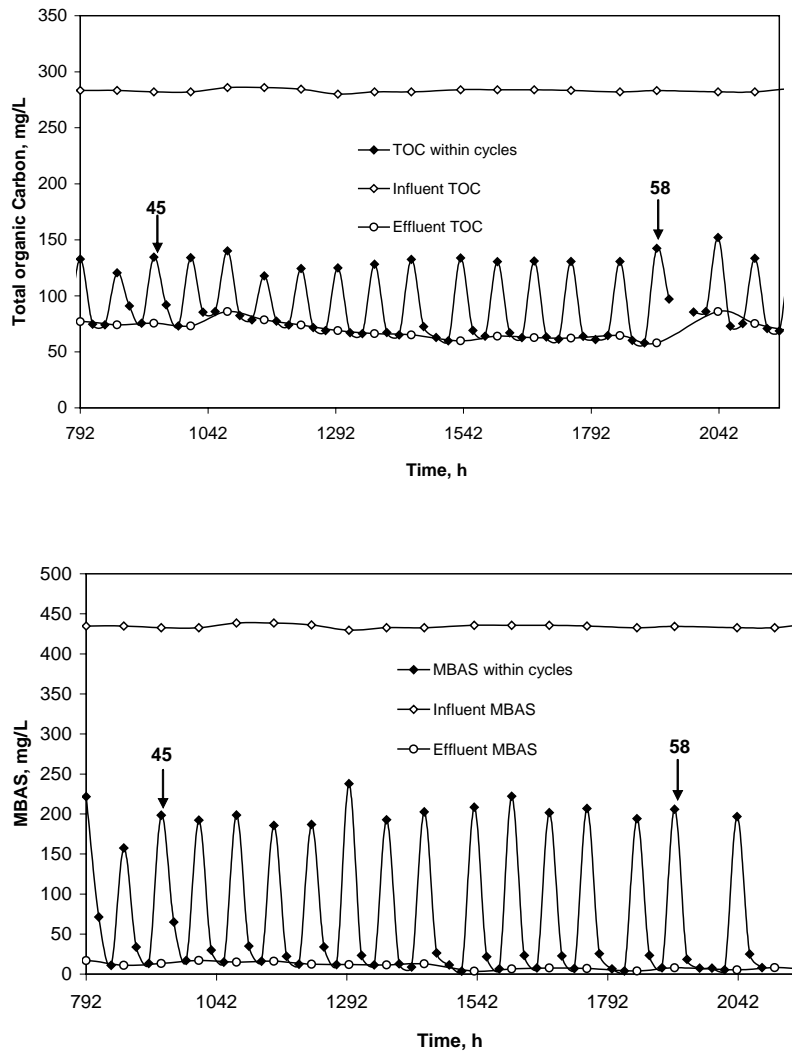 350
300
250
200
150
100
50
0
Total organic Carbon, mg/L
TOC within cycles
Influent TOC
Effluent TOC
45
58
792 1042 1292 1542 1792 2042
Time, h
500
450
400
350
300
250
200
150
100
50
0
MBAS, mg/L
MBAS within cycles
Influent MBAS
Effluent MBAS
45
58
792 1042 1292 1542 1792 2042
Time, h